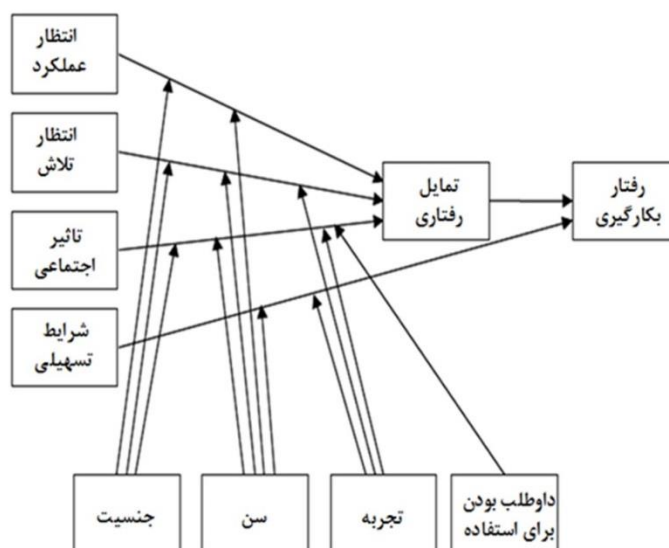 انتظار
عملکرد
انتظار
تلاش
تاثیر
اجتماعی
شرایط
تسهیلی
تمایل
رفتاری
رفتار
بکارگیری
جنسیت
سن
تجربه
داوطلب بودن
برای استفاده